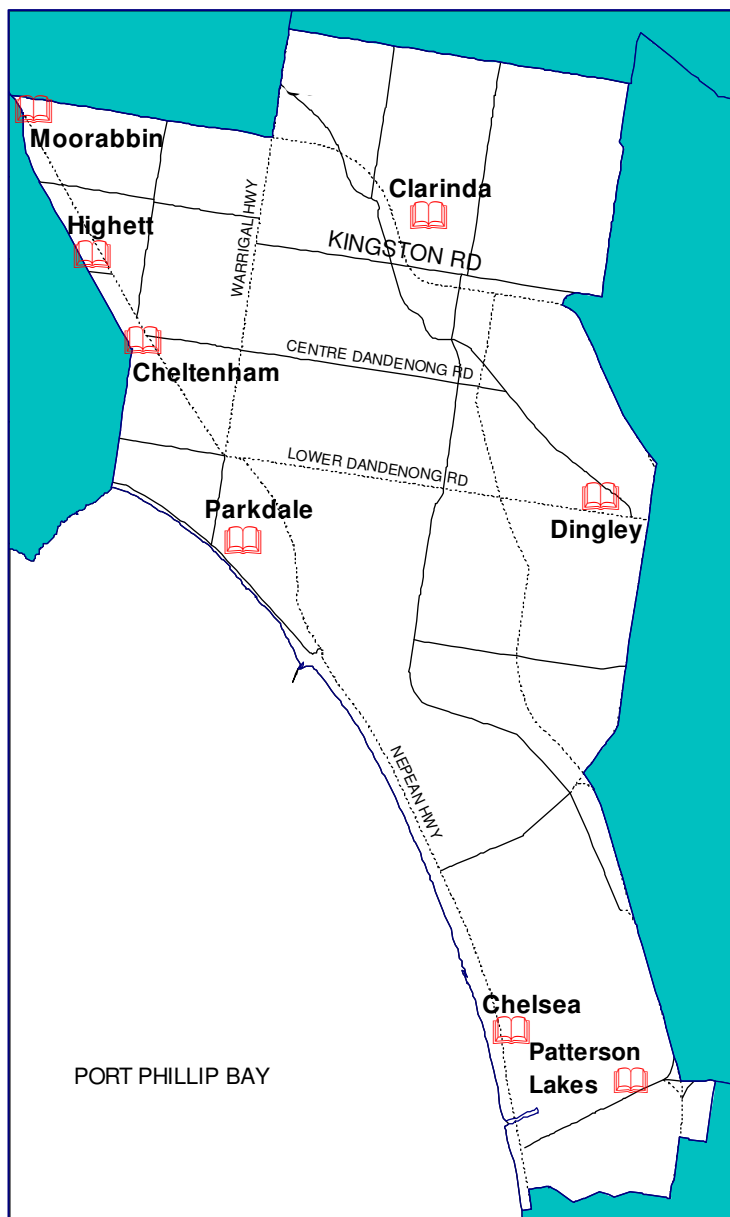 Moorabbin
Clarinda
WARRIGAL HWY
Highett
KINGSTON RD
CENTRE DANDENONG RD
Cheltenham
LOWER DANDENONG RD
Parkdale
Dingley
NEPEAN HWY
Chelsea
Patterson
Lakes
PORT PHILLIP BAY